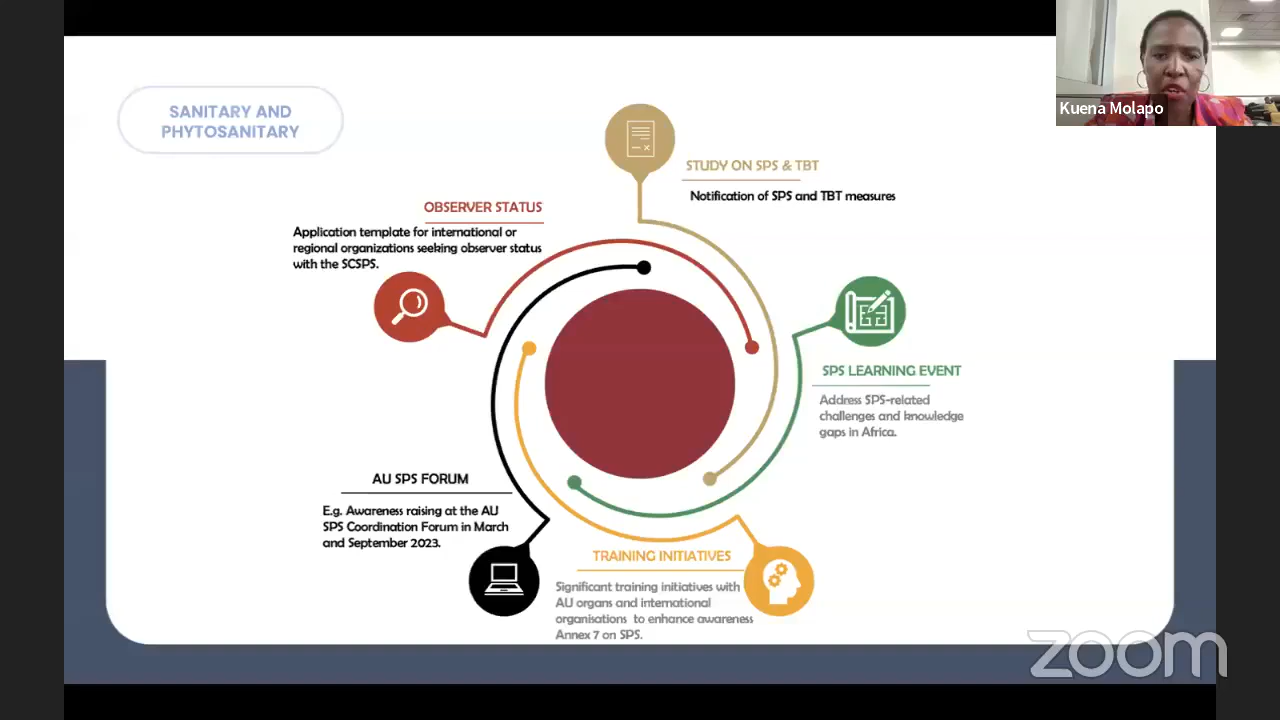 SANITARY AND
PHYTOSANITARY
Kuena Molapo
STUDY ON SPS & TBT
Notification of SPS and TBT measures
OBSERVER STATUS
Application template for international or
regional organizations seeking observer status
with the SCSPS.
SPS LEARNING EVENT
Address SPS-related
challenges and knowledge
gaps in Africa.
AU SPS FORUM
E.g. Awareness raising at the AU
SPS Coordination Forum in March
and September 2023.
TRAINING INITIATIVES
Significant training initiatives with
AU organs and international
organisations to enhance awareness
Annex 7 on SPS.
zoom